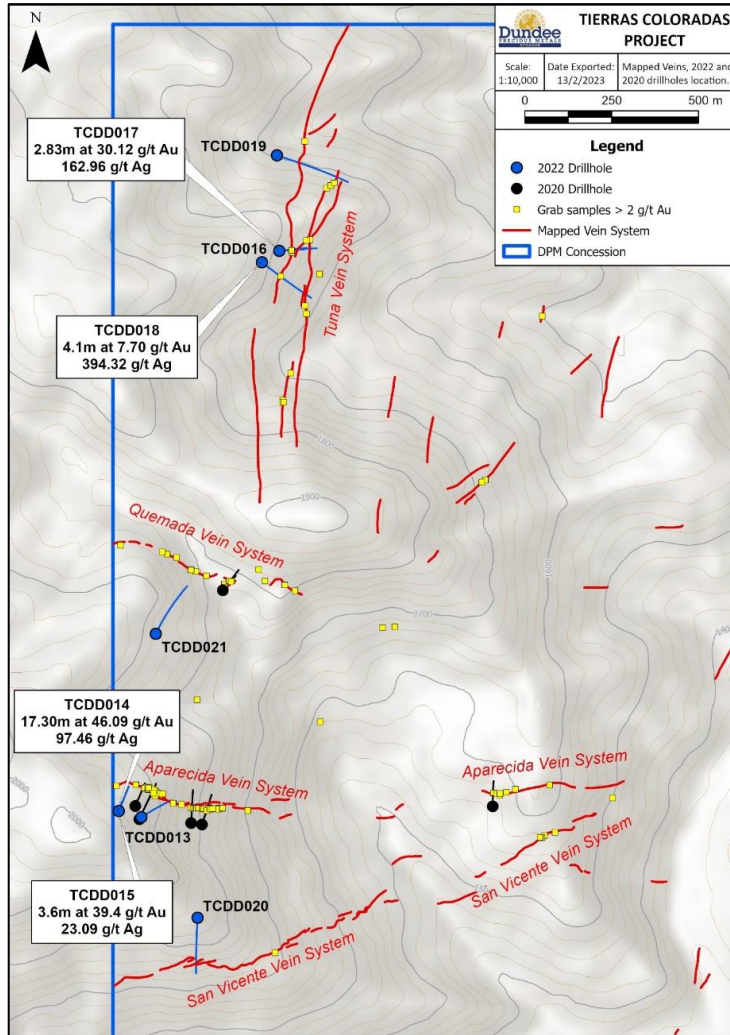 N
Dundee
PRECIOUS METALS
TIERRAS COLORADAS
PROJECT
Scale:
1:10,000
Date Exported:
13/2/2023
Mapped Veins, 2022 and
2020 drillholes location.
0 250 500 m
Legend
2022 Drillhole
2020 Drillhole
Grab samples > 2 g/t Au
Mapped Vein System
DPM Concession
TCDD017
2.83m at 30.12 g/t Au
162.96 g/t Ag
TCDD019
TCDD016
Tuna Vein System
TCDD018
4.1m at 7.70 g/t Au
394.32 g/t Ag
1800
1900
Quemada Vein System
1600
1700
TCDD021
TCDD014
17.30m at 46.09 g/t Au
97.46 g/t Ag
Aparecida Vein System
Aparecida Vein System
2000
TCDD013
San Vicente Vein System
TCDD015
3.6m at 39.4 g/t Au
23.09 g/t Ag
TCDD020
San Vicente Vein System